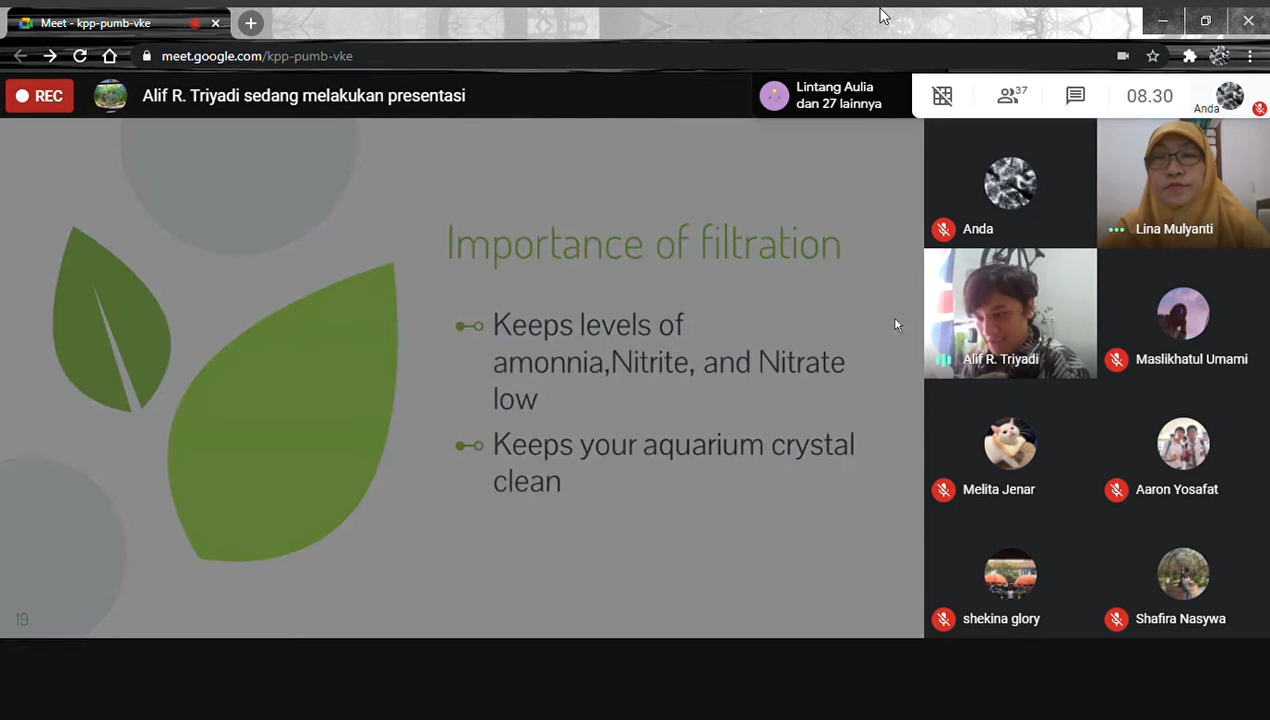 Meet - kpp-pumb-vke
meet.google.com/kpp-pumb-vke
REC
Alif R. Triyadi sedang melakukan presentasi
Lintang Aulia
dan 27 lainnya
37
08.30
Anda
Importance of filtration
Keeps levels of
amonnia,Nitrite, and Nitrate
low
Keeps your aquarium crystal
clean
19
Anda
Lina Mulyanti
Alif R. Triyadi
Maslikhatul Umami
Melita Jenar
Aaron Yosafat
shekina glory
Shafira Nasywa